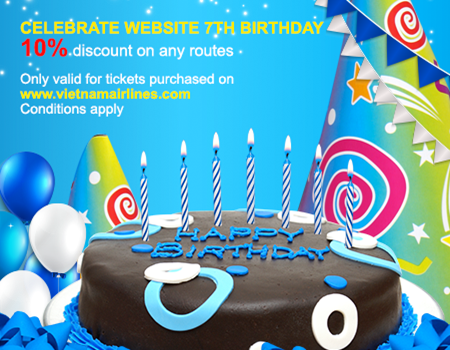 CELEBRATE WEBSITE 7TH BIRTHDAY
10% discount on any routes
Only valid for tickets purchased on
www.vietnamairlines.com
Conditions apply
HAPPY
BIRTHDAY